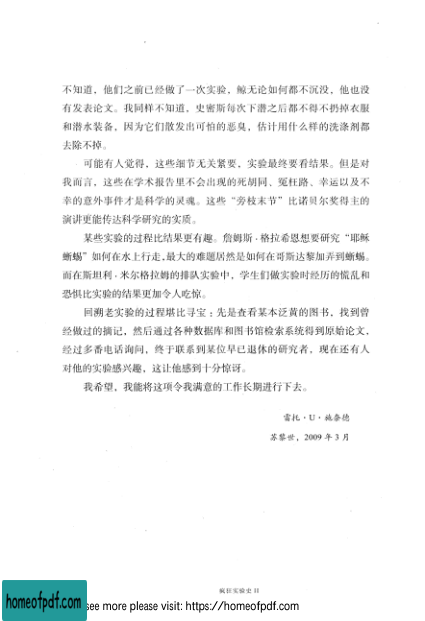 不知道，他们之前已经做了一次实验，鲸无论如何都不沉没，他也没
有发表论文。我同样不知道，史密斯每次下潜之后都不得不扔掉衣服
和潜水装备，因为它们散发出可怕的恶臭，估计用什么样的洗涤剂都
去除不掉。
可能有人觉得，这些细节无关紧要，实验最终要看结果。但是对
我而言，这些在学术报告里不会出现的死胡同、冤枉路、幸运以及不
幸的意外事件才是科学的灵魂。这些“旁枝末节”比诺贝尔奖得主的
演讲更能传达科学研究的实质。
某些实验的过程比结果更有趣。詹姆斯·格拉希恩想要研究“耶稣
蜥蜴”如何在水上行走，最大的难题居然是如何在哥斯达黎加弄到蜥蜴。
而在斯坦利·米尔格拉姆的排队实验中，学生们做实验时经历的慌乱和
恐惧比实验的结果更加令人吃惊。
回溯老实验的过程堪比寻宝：先是查看某本泛黄的图书，找到曾
经做过的摘记，然后通过各种数据库和图书馆检索系统得到原始论文，
经过多番电话询问，终于联系到某位早已退休的研究者，现在还有人
对他的实验感兴趣，这让他感到十分惊讶。
我希望，我能将这项令我满意的工作长期进行下去。
雷托·U·施奈德
苏黎世，2009 年 3 月
疯狂实验史 II
homeofpdf.com
see more please visit: https://homeofpdf.com